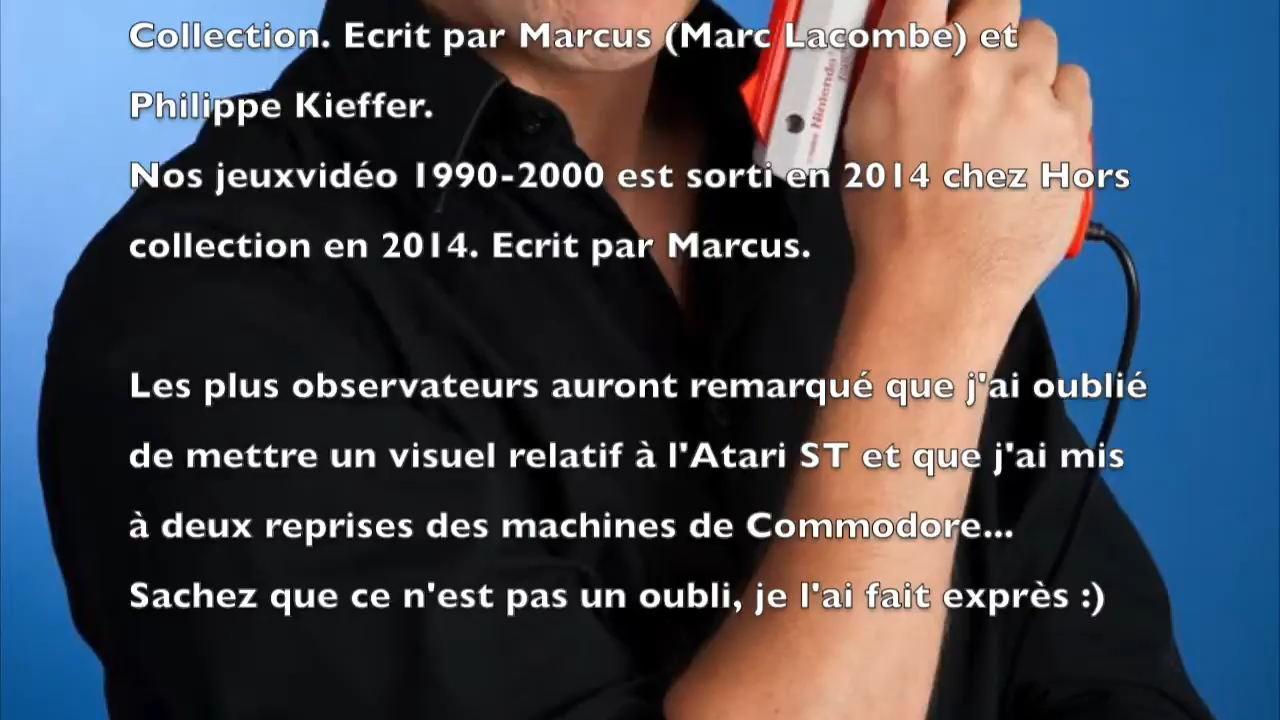 Collection. Ecrit par Marcus (Marc Lacombe) et
Philippe Kieffer.
Nos jeuxvidéo 1990-2000 est sorti en 2014 chez Hors
collection en 2014. Ecrit par Marcus.
Les plus observateurs auront remarqué que j'ai oublié
de mettre un visuel relatif à l'Atari ST et que j'ai mis
à deux reprises des machines de Commodore...
Sachez que ce n'est pas un oubli, je l'ai fait exprès :)
Nintendo